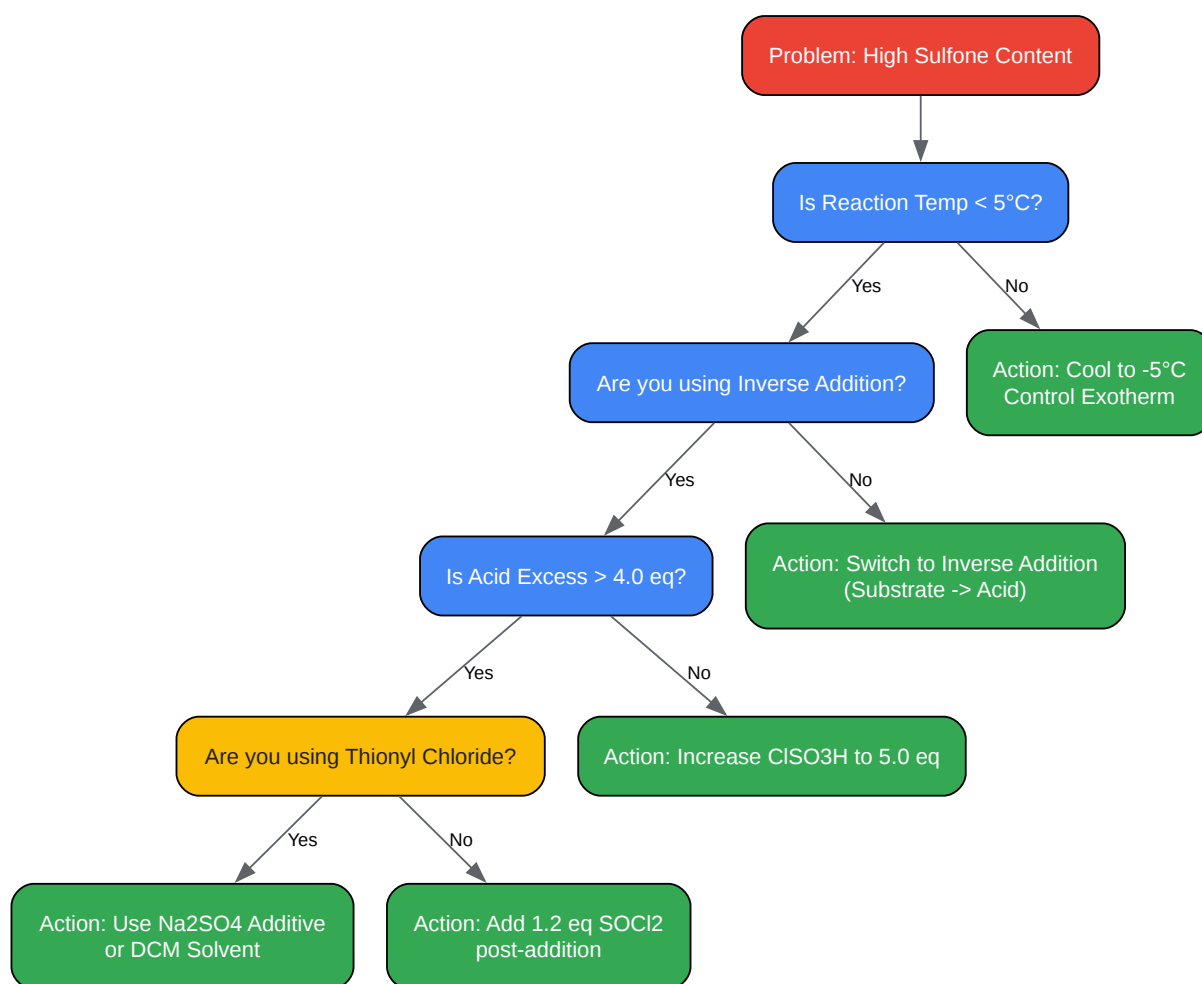 Problem: High Sulfone Content
Is Reaction Temp < 5°C?
Yes
No
Are you using Inverse Addition?
Action: Cool to -5°C
Control Exotherm
Yes
No
Is Acid Excess > 4.0 eq?
Action: Switch to Inverse Addition
(Substrate -> Acid)
Yes
No
Are you using Thionyl Chloride?
Action: Increase ClSO3H to 5.0 eq
Yes
No
Action: Use Na2SO4 Additive
or DCM Solvent
Action: Add 1.2 eq SOCl2
post-addition